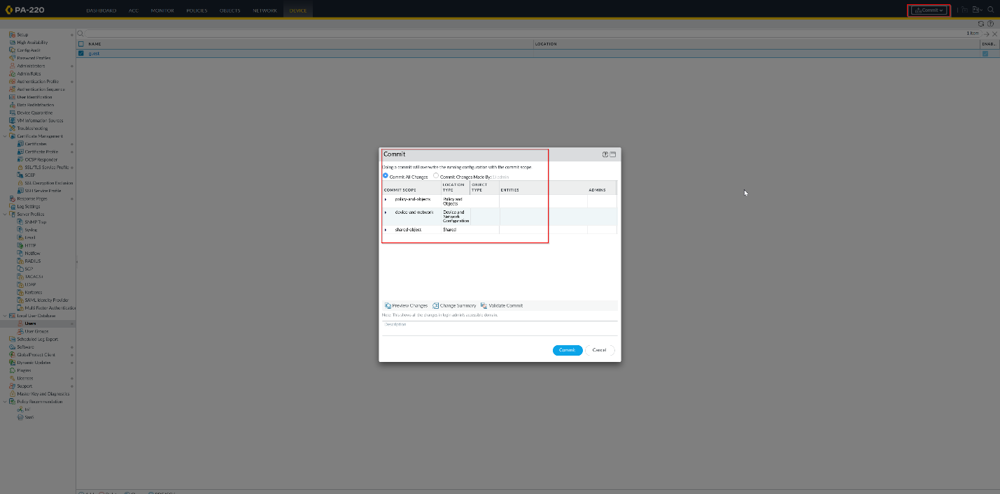 PA-220
DASHBOARD ACC MONITOR POLICIES OBJECTS NETWORK DEVICE
Commit
1 item
NAME LOCATION ENAB...
guest
Setup
High Availability
Config Audit
Password Profiles
Administrators
Admin Roles
Authentication Profile
Authentication Sequence
User Identification
Data Redistribution
Device Quarantine
VM Information Sources
Troubleshooting
Certificate Management
Certificates
Certificate Profile
OCSP Responder
SSL/TLS Service Profile
SCEP
SSL Decryption Exclusion
SSH Service Profile
Response Pages
Log Settings
Server Profiles
SNMP Trap
Syslog
Email
HTTP
Netflow
RADIUS
SCP
TACACS+
LDAP
Kerberos
SAML Identity Provider
Multi Factor Authentication
Local User Database
Users
User Groups
Scheduled Log Export
Software
GlobalProtect Client
Dynamic Updates
Plugins
Licenses
Support
Master Key and Diagnostics
Policy Recommendation
IoT
SaaS
Commit
Doing a commit will overwrite the running configuration with the commit scope
Commit All Changes Commit Changes Made By:(1) admin
COMMIT SCOPE LOCATION TYPE OBJECT TYPE ENTITIES ADMINS
policy-and-objects Policy and Objects
device-and-network Device and Network Configuration
shared-object Shared
Preview Changes Change Summary Validate Commit
Note: This shows all the changes in login admin's accessible domain.
Description
Commit Cancel